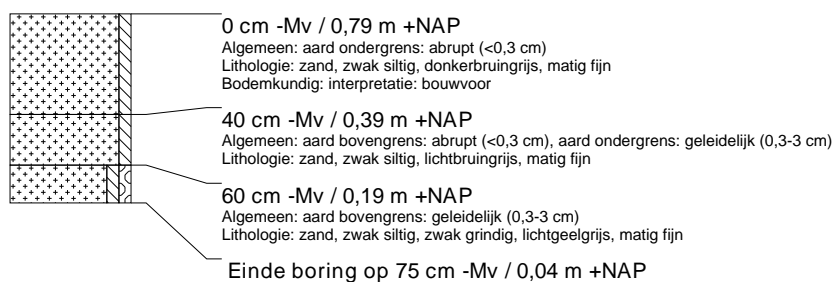 0 cm -Mv / 0,79 m +NAP
Algemeen: aard ondergrens: abrupt (<0,3 cm)
Lithologie: zand, zwak siltig, donkerbruingrijs, matig fijn
Bodemkundig: interpretatie: bouwvoor
40 cm -Mv / 0,39 m +NAP
Algemeen: aard bovengrens: abrupt (<0,3 cm), aard ondergrens: geleidelijk (0,3-3 cm)
Lithologie: zand, zwak siltig, lichtbruingrijs, matig fijn
60 cm -Mv / 0,19 m +NAP
Algemeen: aard bovengrens: geleidelijk (0,3-3 cm)
Lithologie: zand, zwak siltig, zwak grindig, lichtgeelgrijs, matig fijn
Einde boring op 75 cm -Mv / 0,04 m +NAP